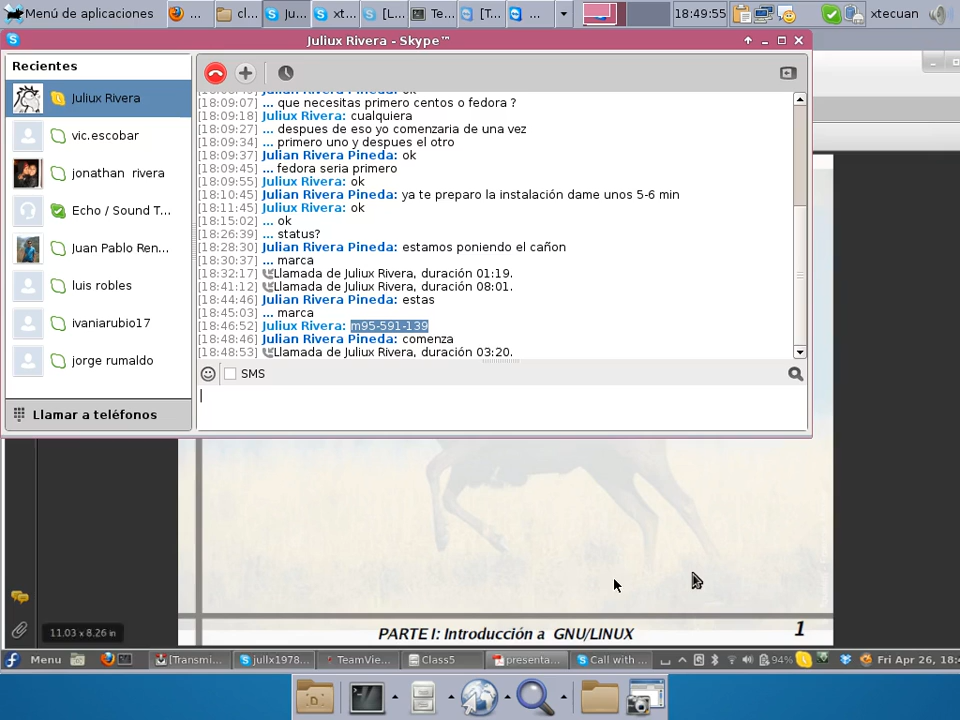 Menú de aplicaciones
...
cl...
Ju...
xt...
[L...
Te...
[T...
...
18:49:55
xtecuan
Juliux Rivera - Skype™
Recientes
Juliux Rivera
vic.escobar
jonathan rivera
Echo / Sound T...
Juan Pablo Ren...
luis robles
ivaniarubio17
jorge rumaldo
Llamar a teléfonos
[18:09:07] ... que necesitas primero centos o fedora ?
[18:09:18] Juliux Rivera: cualquiera
[18:09:27] ... despues de eso yo comenzaria de una vez
[18:09:34] ... primero uno y despues el otro
[18:09:37] Julian Rivera Pineda: ok
[18:09:45] ... fedora seria primero
[18:09:55] Juliux Rivera: ok
[18:10:45] Julian Rivera Pineda: ya te preparo la instalación dame unos 5-6 min
[18:11:45] Juliux Rivera: ok
[18:15:02] ... ok
[18:26:39] ... status?
[18:28:30] Julian Rivera Pineda: estamos poniendo el cañon
[18:30:37] ... marca
[18:32:17] Llamada de Juliux Rivera, duración 01:19.
[18:41:12] Llamada de Juliux Rivera, duración 08:01.
[18:44:46] Julian Rivera Pineda: estas
[18:45:03] ... marca
[18:46:52] Juliux Rivera: m95-591-139
[18:48:46] Julian Rivera Pineda: comenza
[18:48:53] Llamada de Juliux Rivera, duración 03:20.
SMS
11.03 x 8.26 in
PARTE I: Introducción a GNU/LINUX
1
Menu
[Transmi...
jullx1978...
TeamVie...
Class5
presenta...
Call with ...
94%
Fri Apr 26, 18:4